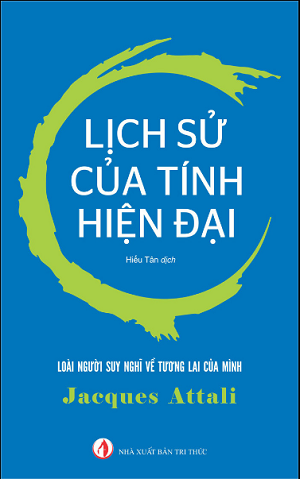 LỊCH SỬ
CỦA TÍNH
HIỆN ĐẠI
Hiếu Tân dịch
LOÀI NGƯỜI SUY NGHĨ VỀ TƯƠNG LAI CỦA MÌNH
Jacques Attali
NHÀ XUẤT BẢN TRI THỨC